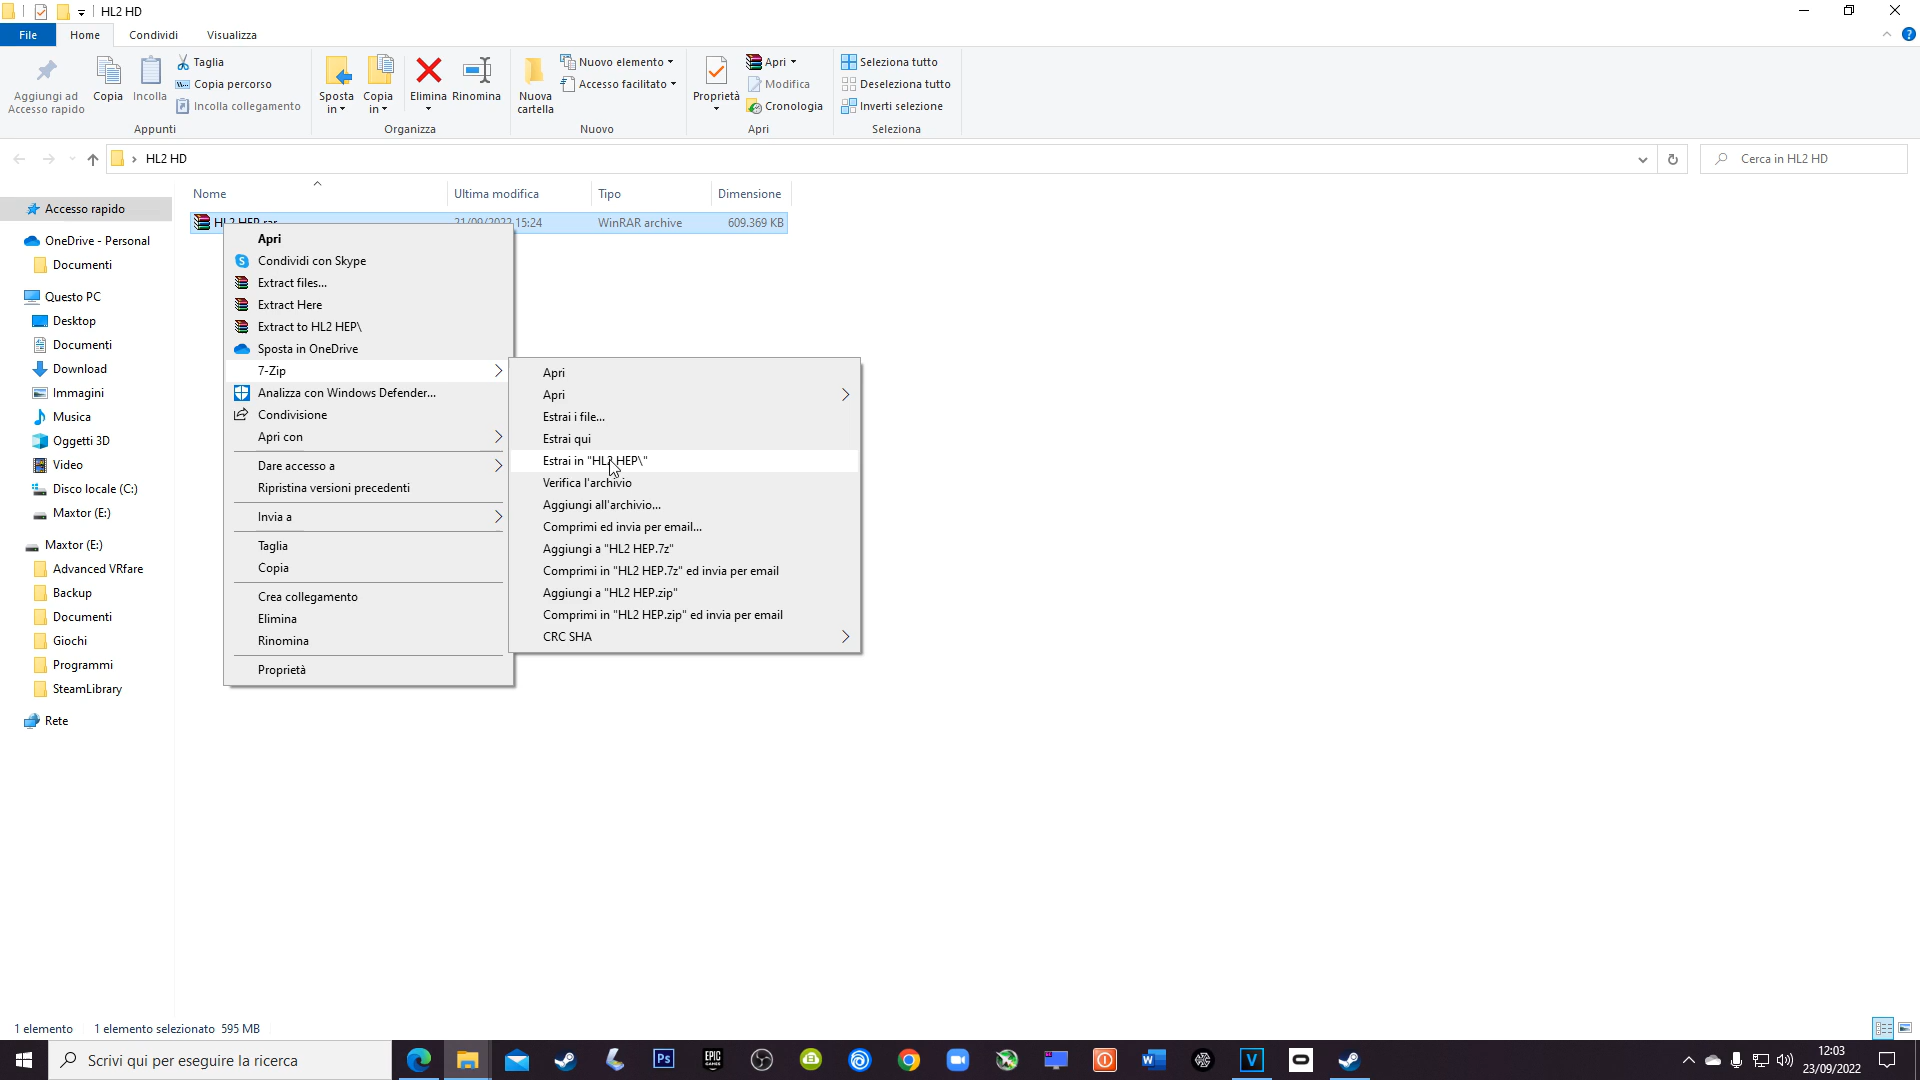 HL2 HD
File Home Condividi Visualizza
Aggiungi ad
Accesso rapido
Copia
Incolla
Taglia
Copia percorso
Incolla collegamento
Appunti
Sposta
in
Copia
in
Elimina
Rinomina
Organizza
Nuova
cartella
Nuovo elemento
Accesso facilitato
Nuovo
Proprietà
Apri
Modifica
Cronologia
Apri
Seleziona tutto
Deseleziona tutto
Inverti selezione
Seleziona
HL2 HD
Cerca in HL2 HD
Nome Ultima modifica Tipo Dimensione
HL2 HEP.rar 21/09/2022 15:24 WinRAR archive 609.369 KB
Accesso rapido
OneDrive - Personal
Documenti
Questo PC
Desktop
Documenti
Download
Immagini
Musica
Oggetti 3D
Video
Disco locale (C:)
Maxtor (E:)
Maxtor (E:)
Advanced VRfare
Backup
Documenti
Giochi
Programmi
SteamLibrary
Rete
Apri
Condividi con Skype
Extract files...
Extract Here
Extract to HL2 HEP\
Sposta in OneDrive
7-Zip
Analizza con Windows Defender...
Condivisione
Apri con
Dare accesso a
Ripristina versioni precedenti
Invia a
Taglia
Copia
Crea collegamento
Elimina
Rinomina
Proprietà
Apri
Apri
Estrai i file...
Estrai qui
Estrai in "HL2 HEP\"
Verifica l'archivio
Aggiungi all'archivio...
Comprimi ed invia per email...
Aggiungi a "HL2 HEP.7z"
Comprimi in "HL2 HEP.7z" ed invia per email
Aggiungi a "HL2 HEP.zip"
Comprimi in "HL2 HEP.zip" ed invia per email
CRC SHA
1 elemento 1 elemento selezionato 595 MB
Scrivi qui per eseguire la ricerca
Ps
EPIC
GAMES
12:03
23/09/2022